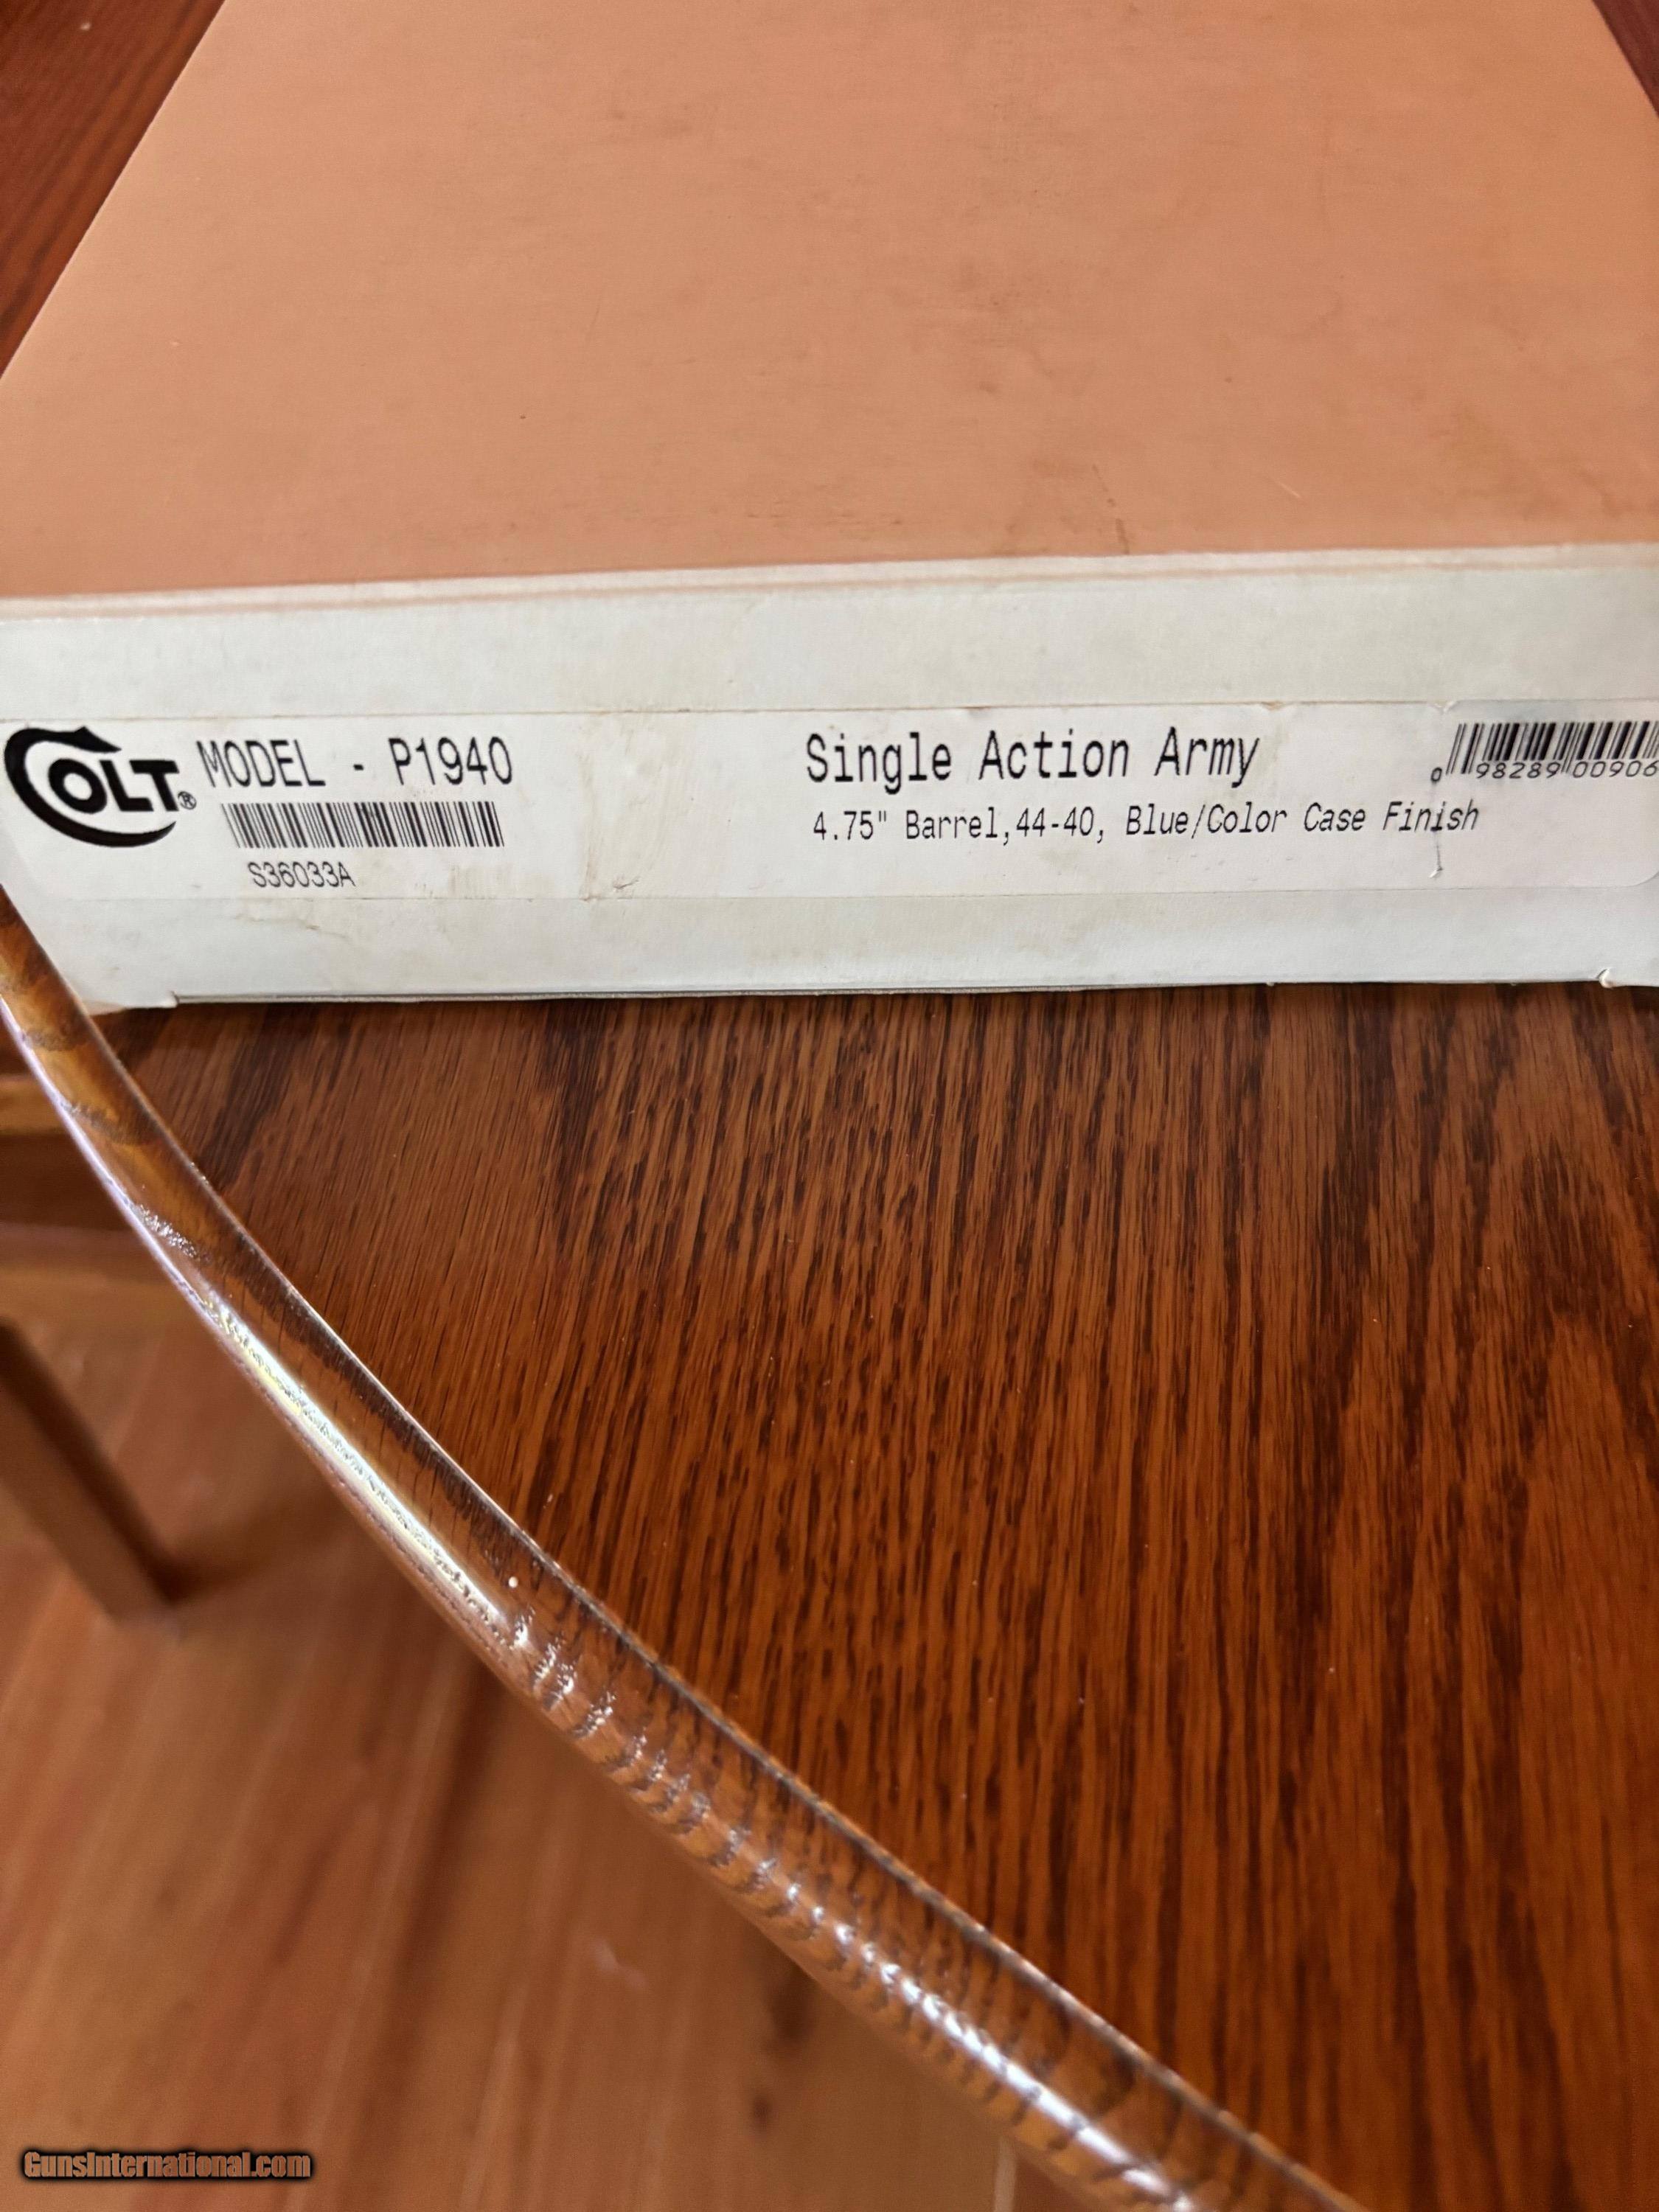 COLT® MODEL - P1940
S36033A
Single Action Army
4.75" Barrel,44-40, Blue/Color Case Finish
0 98289 00906
GunsInternational.com